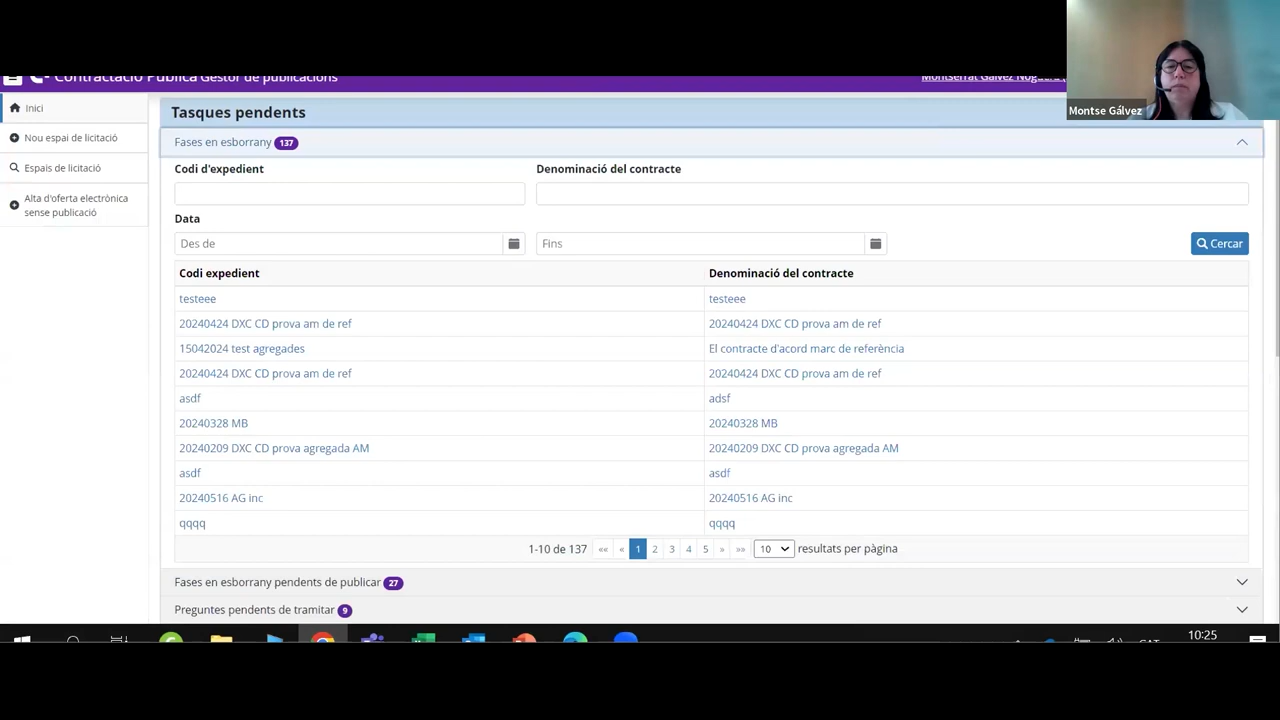 Contractació Pública Gestor de publicacions
Montserrat Gálvez
Montse Gálvez
Inici
Nou espai de licitació
Espais de licitació
Alta d'oferta electrònica
sense publicació
Tasques pendents
Fases en esborrany 137
Codi d'expedient
Denominació del contracte
Data
Des de
Fins
Cercar
Codi expedient
Denominació del contracte
testeee
testeee
20240424 DXC CD prova am de ref
20240424 DXC CD prova am de ref
15042024 test agregades
El contracte d'acord marc de referència
20240424 DXC CD prova am de ref
20240424 DXC CD prova am de ref
asdf
adsf
20240328 MB
20240328 MB
20240209 DXC CD prova agregada AM
20240209 DXC CD prova agregada AM
asdf
asdf
20240516 AG inc
20240516 AG inc
qqqq
qqqq
1-10 de 137 «« « 1 2 3 4 5 » »» 10 resultats per pàgina
Fases en esborrany pendents de publicar 27
Preguntes pendents de tramitar 9
10:25